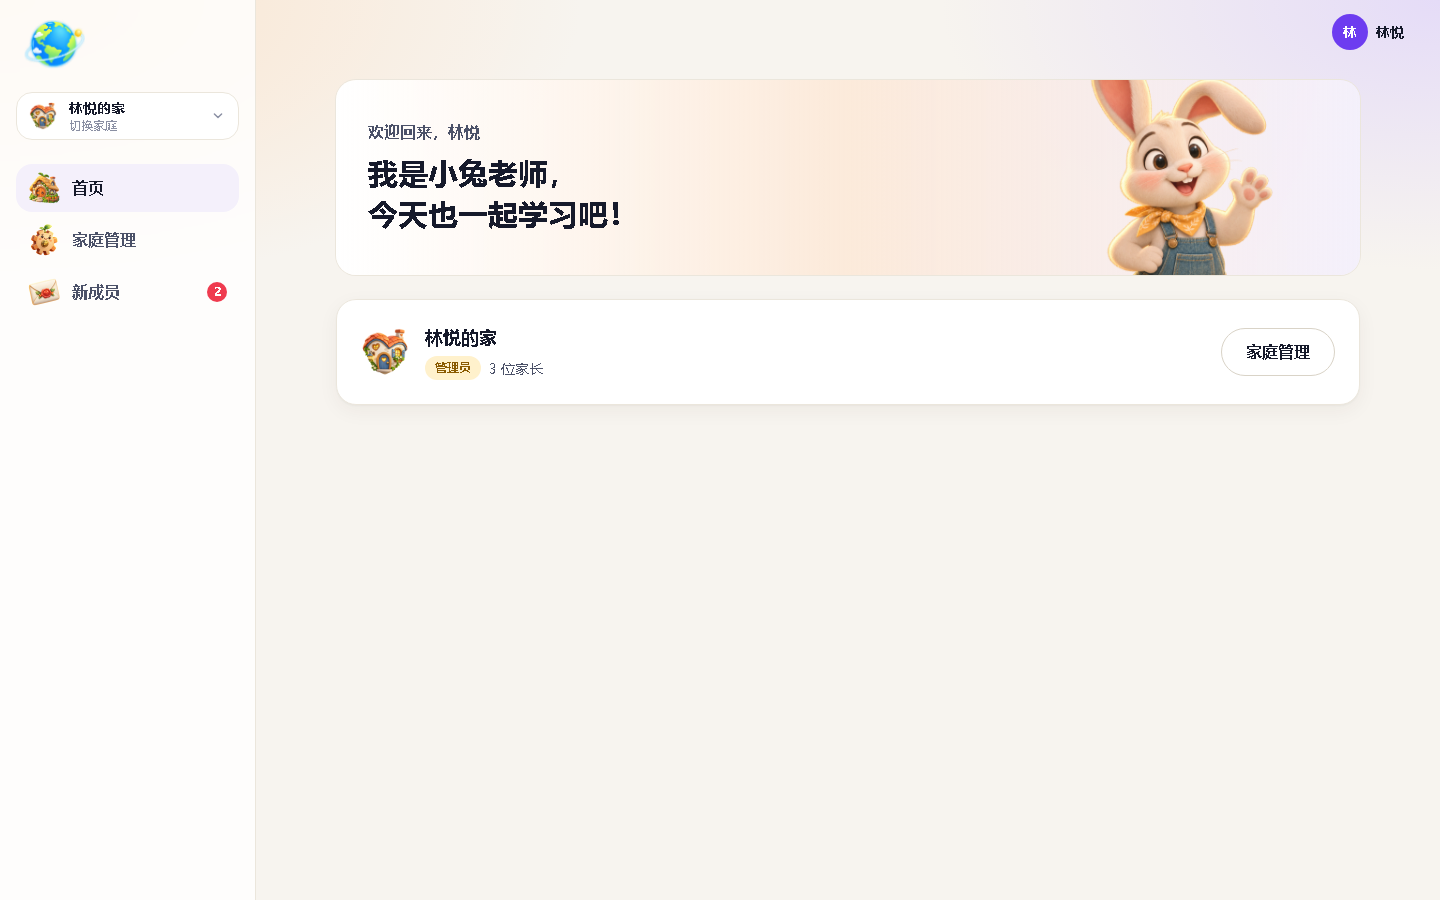 林悦的家
切换家庭
首页
家庭管理
新成员
2
林
林悦
欢迎回来，林悦
我是小兔老师，
今天也一起学习吧！
林悦的家
管理员
3 位家长
家庭管理